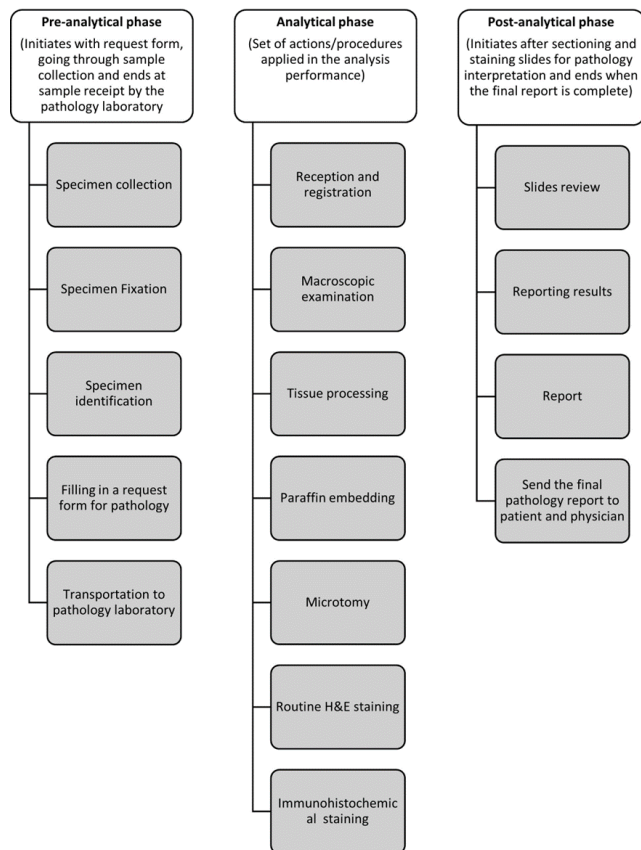 Pre-analytical phase
(Initiates with request form,
going through sample
collection and ends at
sample receipt by the
pathology laboratory
Specimen collection
Specimen Fixation
Specimen
identification
Filling in a request
form for pathology
Transportation to
pathology laboratory
Analytical phase
(Set of actions/procedures
applied in the analysis
performance)
Reception and
registration
Macroscopic
examination
Tissue processing
Paraffin embedding
Microtomy
Routine H&E staining
Immunohistochemic
al staining
Post-analytical phase
(Initiates after sectioning and
staining slides for pathology
interpretation and ends when
the final report is complete)
Slides review
Reporting results
Report
Send the final
pathology report to
patient and physician